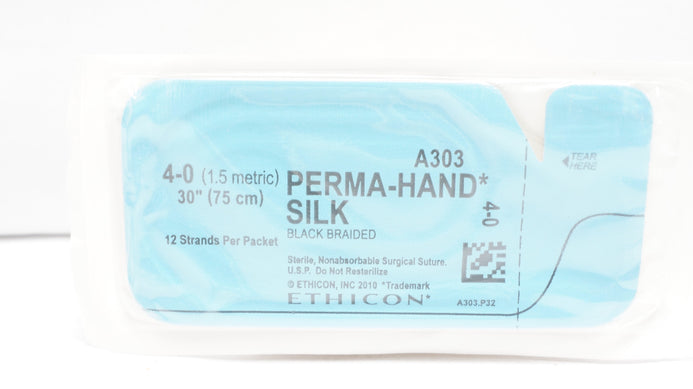 A303
4-0 (1.5 metric)
30" (75 cm)
12 Strands Per Packet
PERMA-HAND*
SILK
BLACK BRAIDED
4-0
Sterile, Nonabsorbable Surgical Suture.
U.S.P. Do Not Resterilize
© ETHICON, INC 2010 *Trademark
ETHICON*
A303.P32
TEAR
HERE